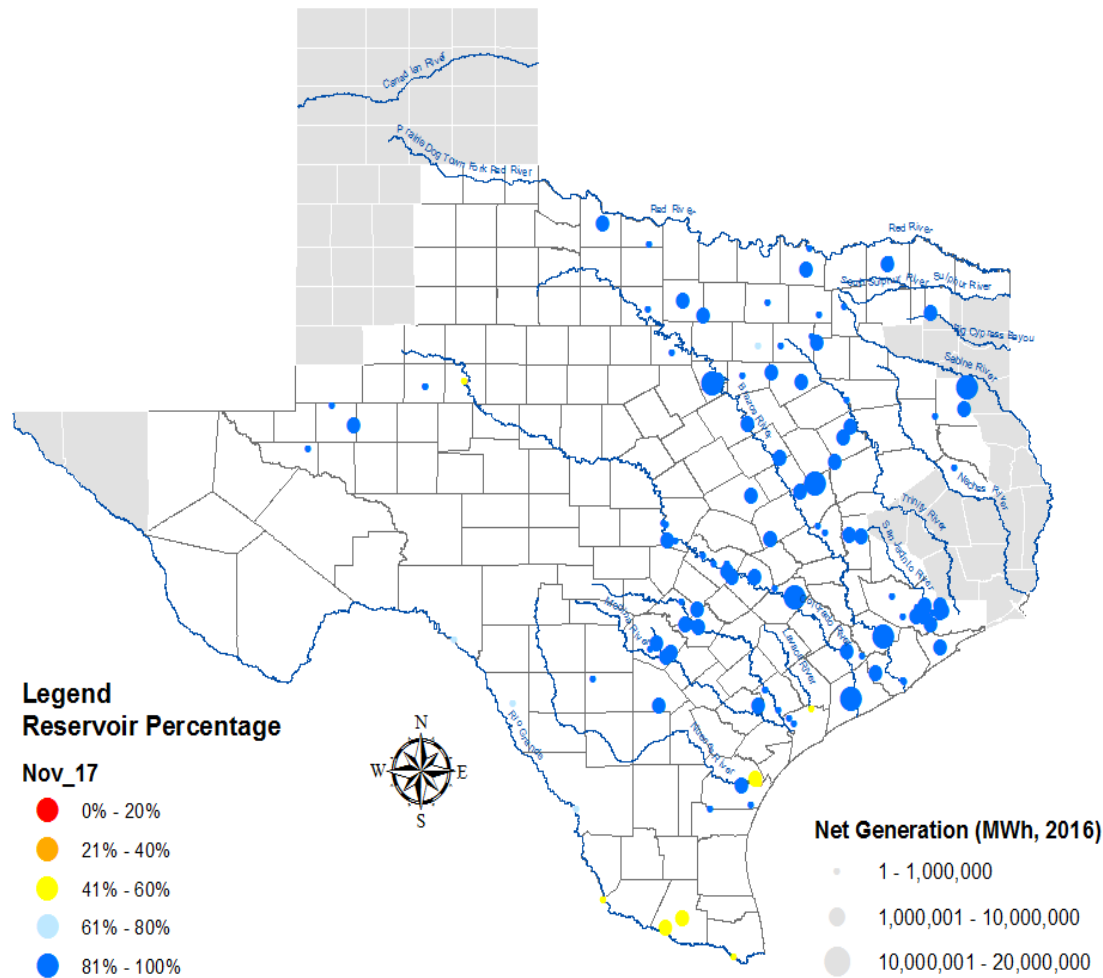 Canadian River
Prairie Dog Town Fork Red River
Red River
Red River
South Sulphur River
Sulphur River
Big Cypress Bayou
Sabine River
Brazos River
Neches River
Trinity River
San Jacinto River
Colorado River
Medina River
Lavaca River
Nueces River
Rio Grande
Legend
Reservoir Percentage
Nov_17
0% - 20%
21% - 40%
41% - 60%
61% - 80%
81% - 100%
N
W
E
S
Net Generation (MWh, 2016)
1 - 1,000,000
1,000,001 - 10,000,000
10,000,001 - 20,000,000